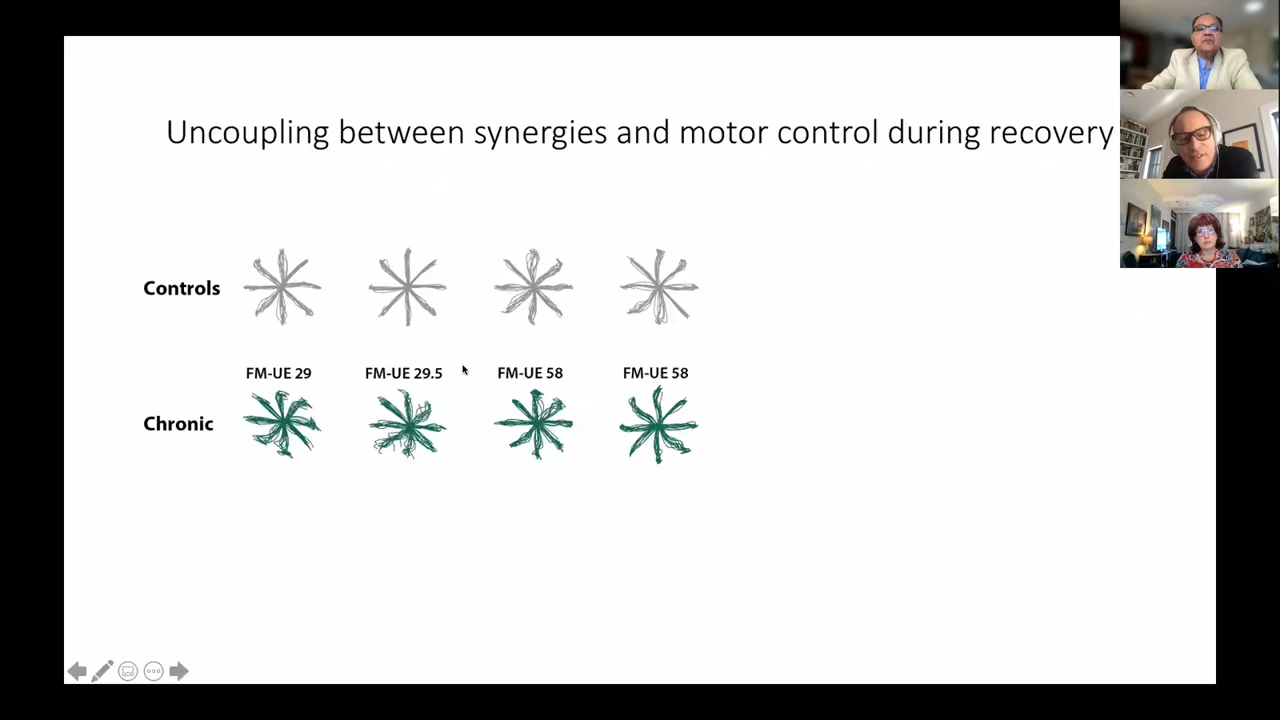 Uncoupling between synergies and motor control during recovery
Controls
FM-UE 29 FM-UE 29.5 FM-UE 58 FM-UE 58
Chronic